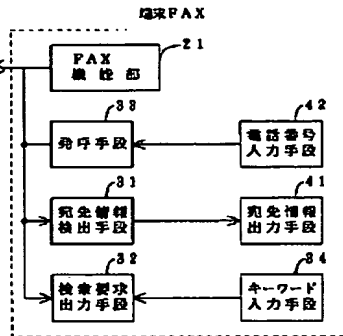 端末FAX
21
FAX
機能部
33
発呼手段
42
電話番号
入力手段
31
宛先情報
検出手段
41
宛先情報
出力手段
32
検索要求
出力手段
34
キーワード
入力手段